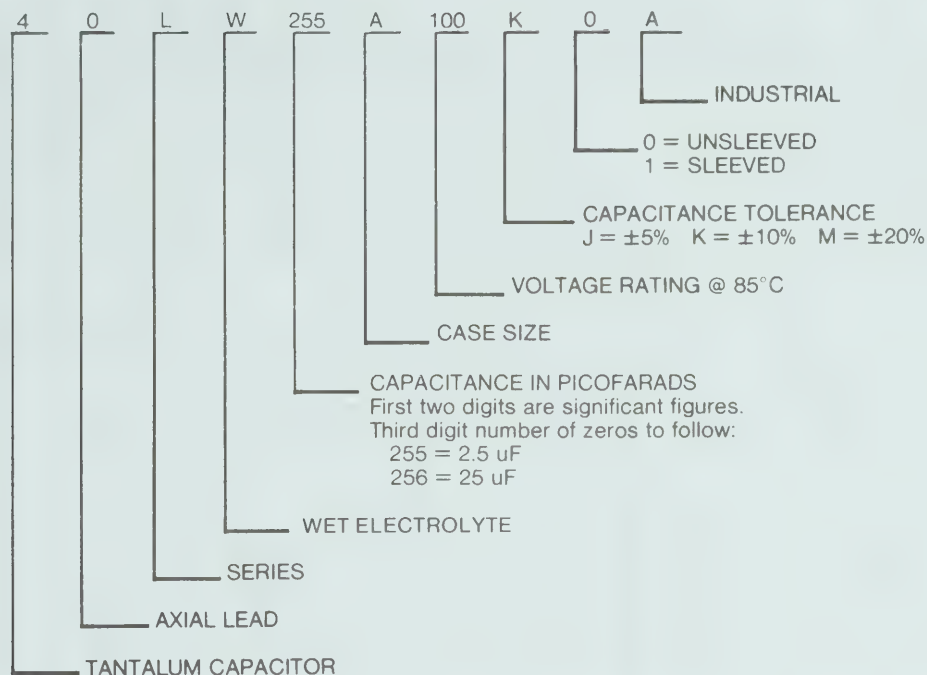 4 0 L W 255 A 100 K 0 A
INDUSTRIAL
0 = UNSLEEVED
1 = SLEEVED
CAPACITANCE TOLERANCE
J = ±5% K = ±10% M = ±20%
VOLTAGE RATING @ 85°C
CASE SIZE
CAPACITANCE IN PICOFARADS
First two digits are significant figures.
Third digit number of zeros to follow:
255 = 2.5 uF
256 = 25 uF
WET ELECTROLYTE
SERIES
AXIAL LEAD
TANTALUM CAPACITOR